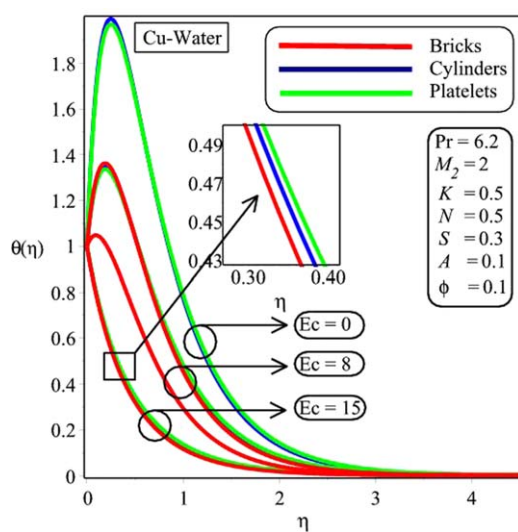 Cu-Water
Bricks
Cylinders
Platelets
Pr = 6.2
M2 = 2
K = 0.5
N = 0.5
S = 0.3
A = 0.1
ϕ = 0.1
θ(η)
1.8
1.6
1.4
1.2
1
0.8
0.6
0.4
0.2
0
0.49
0.47
0.45
0.43
0.30 0.40
η
Ec = 0
Ec = 8
Ec = 15
0 1 2 3 4
η